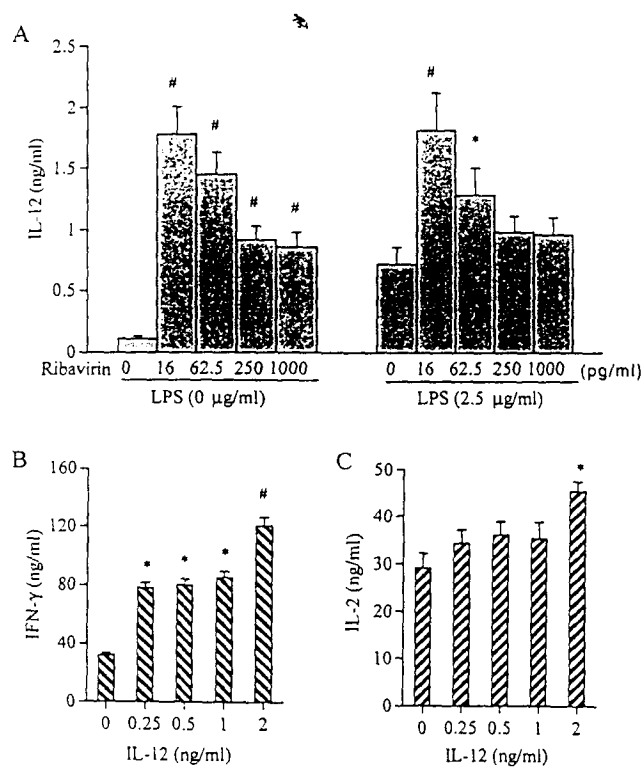 A
2.5
#
#
#
2
#
*
1.5
#
#
1
0.5
0
IL-12 (ng/ml)
Ribavirin 0 16 62.5 250 1000 0 16 62.5 250 1000 (pg/ml)
LPS (0 µg/ml) LPS (2.5 µg/ml)
B
160
#
120
* * *
80
40
0
IFN-γ (ng/ml)
0 0.25 0.5 1 2
IL-12 (ng/ml)
C
50
*
40
30
20
10
0
IL-2 (ng/ml)
0 0.25 0.5 1 2
IL-12 (ng/ml)